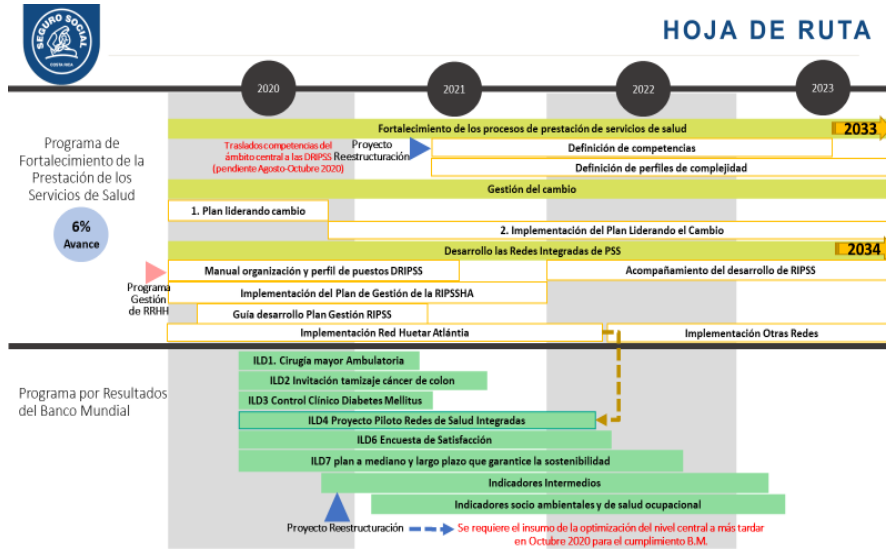 SEGURO SOCIAL
COSTA RICA
HOJA DE RUTA
2020
2021
2022
2023
Programa de
Fortalecimiento de la
Prestación de los
Servicios de Salud
6%
Avance
Fortalecimiento de los procesos de prestación de servicios de salud
2033
Traslados competencias del
ámbito central a las DRIPSS
(pendiente Agosto-Octubre 2020)
Proyecto
Reestructuración
Definición de competencias
Definición de perfiles de complejidad
Gestión del cambio
1. Plan liderando cambio
2. Implementación del Plan Liderando el Cambio
Desarrollo las Redes Integradas de PSS
2034
Programa
Gestión
de RRHH
Manual organización y perfil de puestos DRIPSS
Acompañamiento del desarrollo de RIPSS
Implementación del Plan de Gestión de la RIPSSHA
Guía desarrollo Plan Gestión RIPSS
Implementación Red Huetar Atlántia
Implementación Otras Redes
Programa por Resultados
del Banco Mundial
ILD1. Cirugía mayor Ambulatoria
ILD2 Invitación tamizaje cáncer de colon
ILD3 Control Clínico Diabetes Mellitus
ILD4 Proyecto Piloto Redes de Salud Integradas
ILD6 Encuesta de Satisfacción
ILD7 plan a mediano y largo plazo que garantice la sostenibilidad
Indicadores Intermedios
Indicadores socio ambientales y de salud ocupacional
Proyecto Reestructuración
Se requiere el insumo de la optimización del nivel central a más tardar
en Octubre 2020 para el cumplimiento B.M.